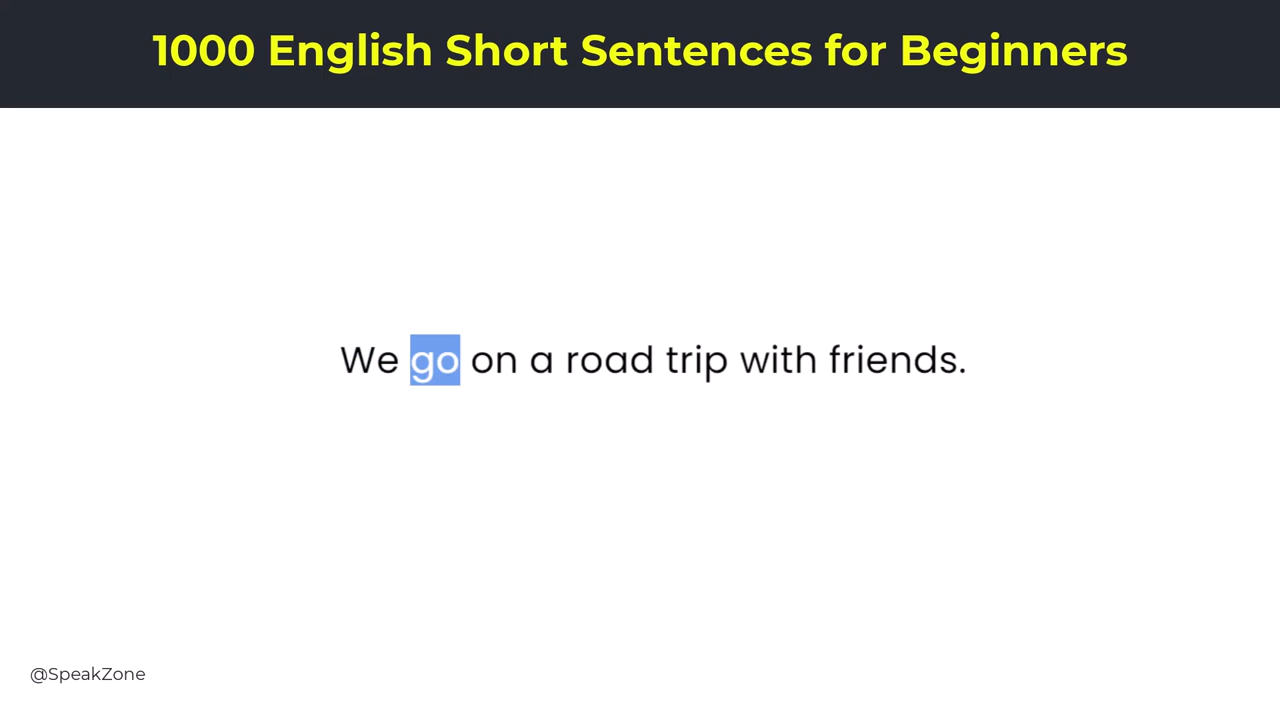 1000 English Short Sentences for Beginners
We go on a road trip with friends.
@SpeakZone